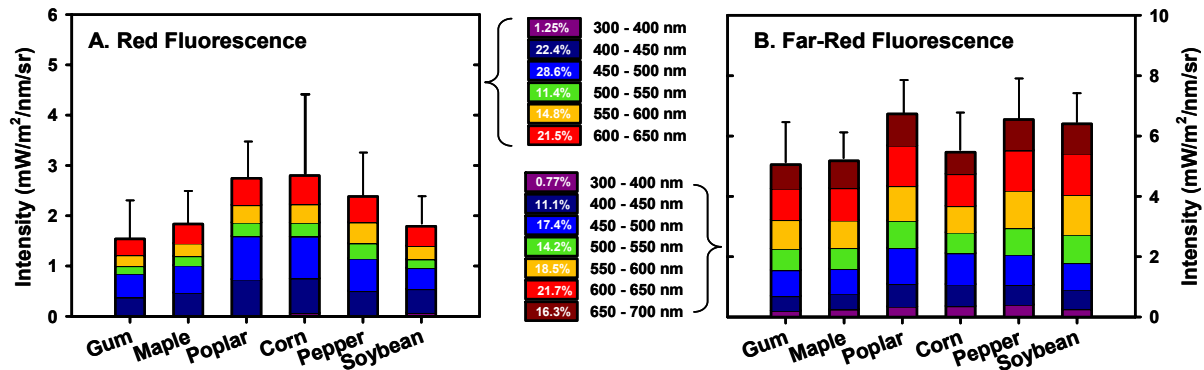 A. Red Fluorescence
Intensity (mW/m²/nm/sr)
6
5
4
3
2
1
0
Gum
Maple
Poplar
Corn
Pepper
Soybean
1.25% 300 - 400 nm
22.4% 400 - 450 nm
28.6% 450 - 500 nm
11.4% 500 - 550 nm
14.8% 550 - 600 nm
21.5% 600 - 650 nm
0.77% 300 - 400 nm
11.1% 400 - 450 nm
17.4% 450 - 500 nm
14.2% 500 - 550 nm
18.5% 550 - 600 nm
21.7% 600 - 650 nm
16.3% 650 - 700 nm
B. Far-Red Fluorescence
10
8
6
4
2
0
Intensity (mW/m²/nm/sr)
Gum
Maple
Poplar
Corn
Pepper
Soybean